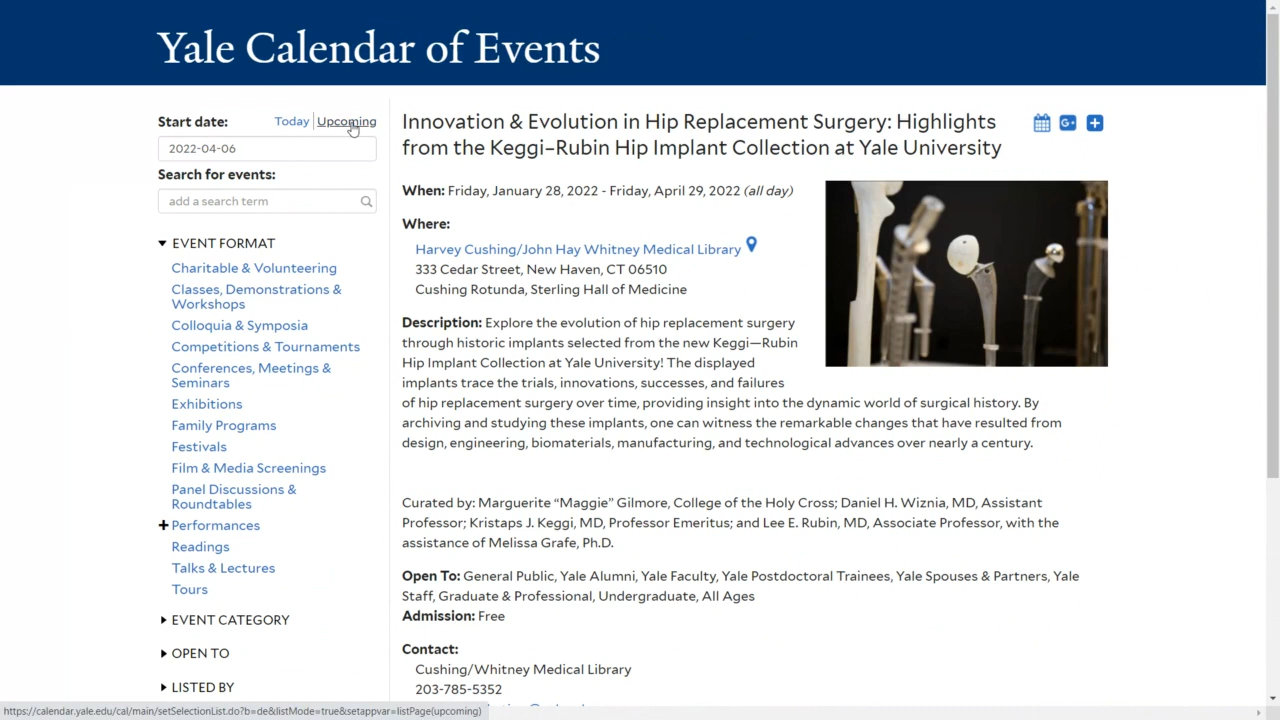 Yale Calendar of Events
Start date:
Today
Upcoming
2022-04-06
Search for events:
add a search term
EVENT FORMAT
Charitable & Volunteering
Classes, Demonstrations &
Workshops
Colloquia & Symposia
Competitions & Tournaments
Conferences, Meetings &
Seminars
Exhibitions
Family Programs
Festivals
Film & Media Screenings
Panel Discussions &
Roundtables
Performances
Readings
Talks & Lectures
Tours
EVENT CATEGORY
OPEN TO
LISTED BY
Innovation & Evolution in Hip Replacement Surgery: Highlights
from the Keggi–Rubin Hip Implant Collection at Yale University
G+
When: Friday, January 28, 2022 - Friday, April 29, 2022 (all day)
Where:
Harvey Cushing/John Hay Whitney Medical Library
333 Cedar Street, New Haven, CT 06510
Cushing Rotunda, Sterling Hall of Medicine
Description: Explore the evolution of hip replacement surgery
through historic implants selected from the new Keggi—Rubin
Hip Implant Collection at Yale University! The displayed
implants trace the trials, innovations, successes, and failures
of hip replacement surgery over time, providing insight into the dynamic world of surgical history. By
archiving and studying these implants, one can witness the remarkable changes that have resulted from
design, engineering, biomaterials, manufacturing, and technological advances over nearly a century.
Curated by: Marguerite “Maggie” Gilmore, College of the Holy Cross; Daniel H. Wiznia, MD, Assistant
Professor; Kristaps J. Keggi, MD, Professor Emeritus; and Lee E. Rubin, MD, Associate Professor, with the
assistance of Melissa Grafe, Ph.D.
Open To: General Public, Yale Alumni, Yale Faculty, Yale Postdoctoral Trainees, Yale Spouses & Partners, Yale
Staff, Graduate & Professional, Undergraduate, All Ages
Admission: Free
Contact:
Cushing/Whitney Medical Library
203-785-5352
https://calendar.yale.edu/cal/main/setSelectionList.do?b=de&listMode=true&setappvar=listPage(upcoming)